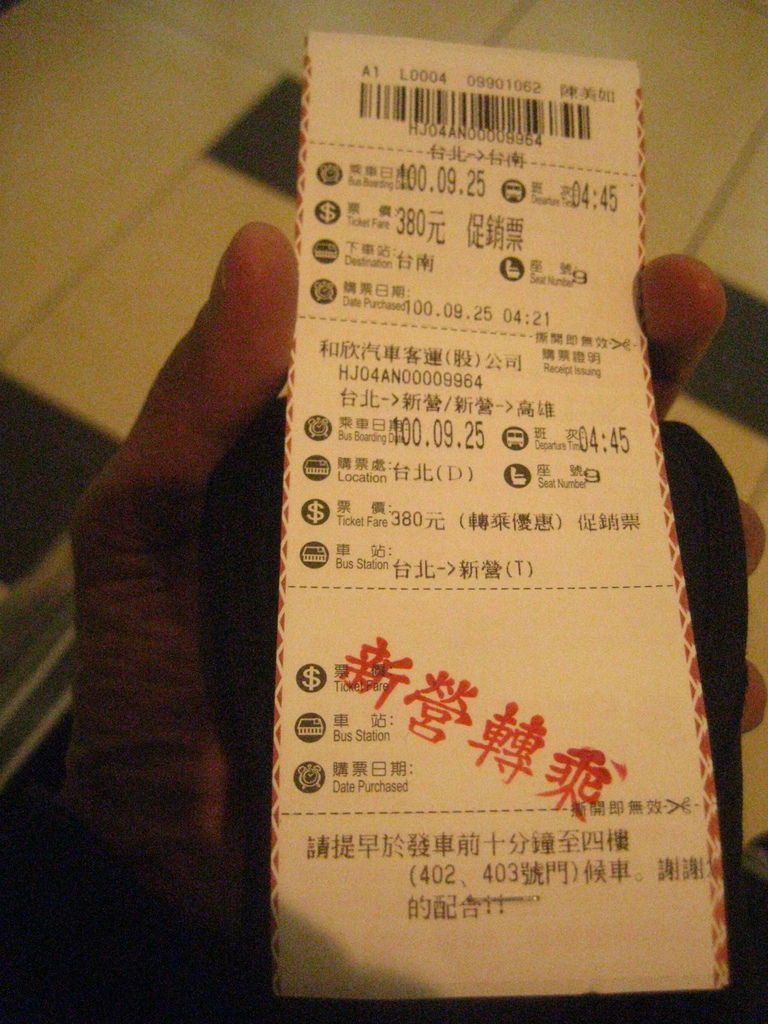 A1 L0004 09901062 陳美如
HJ04AN00009964
台北->台南
乘車日期 100.09.25 班次 04:45
Bus Boarding Departure Time
票價: 380元 促銷票
Ticket Fare
下車站: 台南 座號 9
Destination Seat Number
購票日期: 100.09.25 04:21
Date Purchased
撕開即無效
和欣汽車客運(股)公司 購票證明
HJ04AN00009964 Receipt Issuing
台北->新營/新營->高雄
乘車日期 100.09.25 班次 04:45
Bus Boarding Departure Time
購票處: 台北(D) 座號 9
Location Seat Number
票價: 380元 (轉乘優惠) 促銷票
Ticket Fare
車站: 台北->新營(T)
Bus Station
新營轉乘
票價
Ticket Fare
車站:
Bus Station
購票日期:
Date Purchased
撕開即無效
請提早於發車前十分鐘至四樓
(402、403號門)候車。謝謝
的配合!!